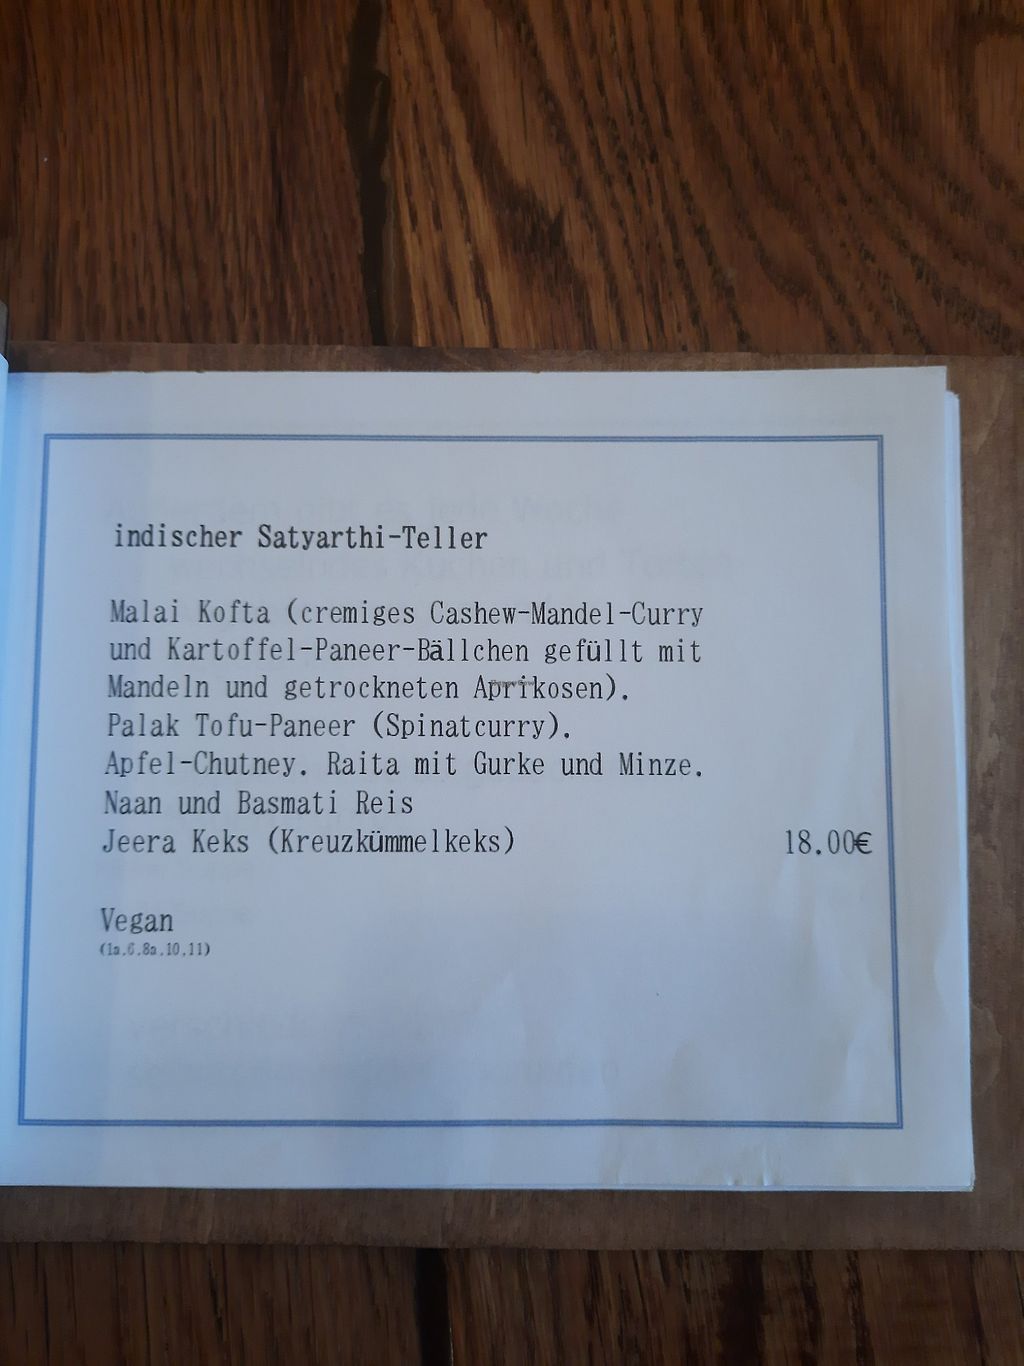 indischer Satyarthi-Teller
Malai Kofta (cremiges Cashew-Mandel-Curry
und Kartoffel-Paneer-Bällchen gefüllt mit
Mandeln und getrockneten Aprikosen).
Palak Tofu-Paneer (Spinatcurry).
Apfel-Chutney. Raita mit Gurke und Minze.
Naan und Basmati Reis
Jeera Keks (Kreuzkümmelkeks) 18.00€
Vegan
(1a.6.8a.10.11)